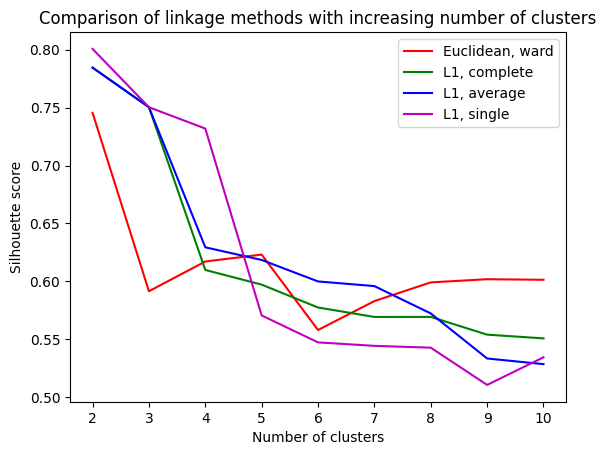 Comparison of linkage methods with increasing number of clusters
Euclidean, ward
L1, complete
L1, average
L1, single
Silhouette score
0.80
0.75
0.70
0.65
0.60
0.55
0.50
2 3 4 5 6 7 8 9 10
Number of clusters